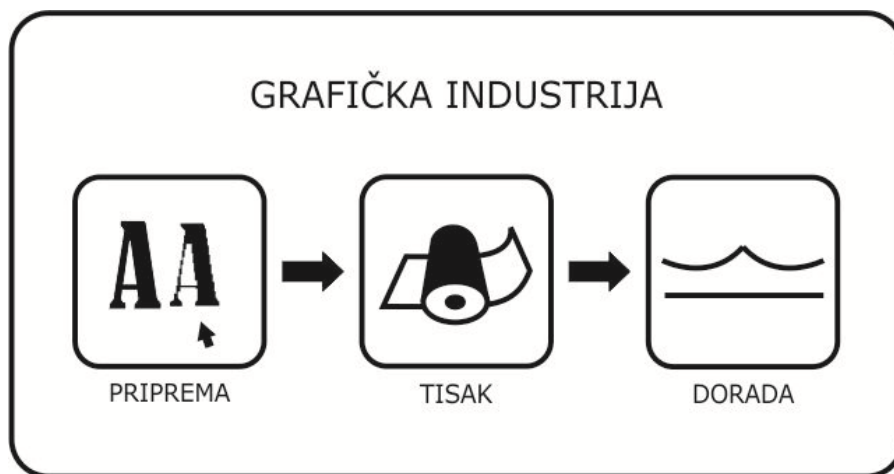 GRAFIČKA INDUSTRIJA
AA
PRIPREMA
TISAK
DORADA